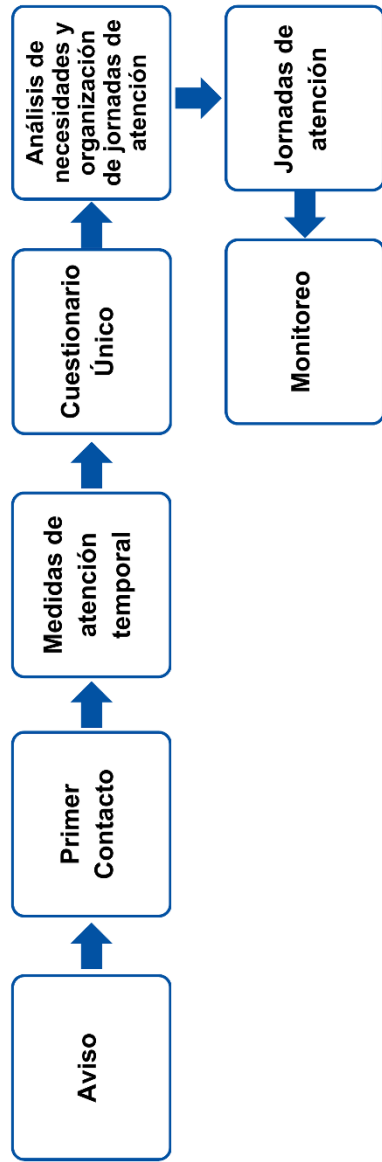 Aviso
Primer
Contacto
Medidas de
atención
temporal
Cuestionario
Único
Análisis de
necesidades y
organización
de jornadas de
atención
Jornadas de
atención
Monitoreo